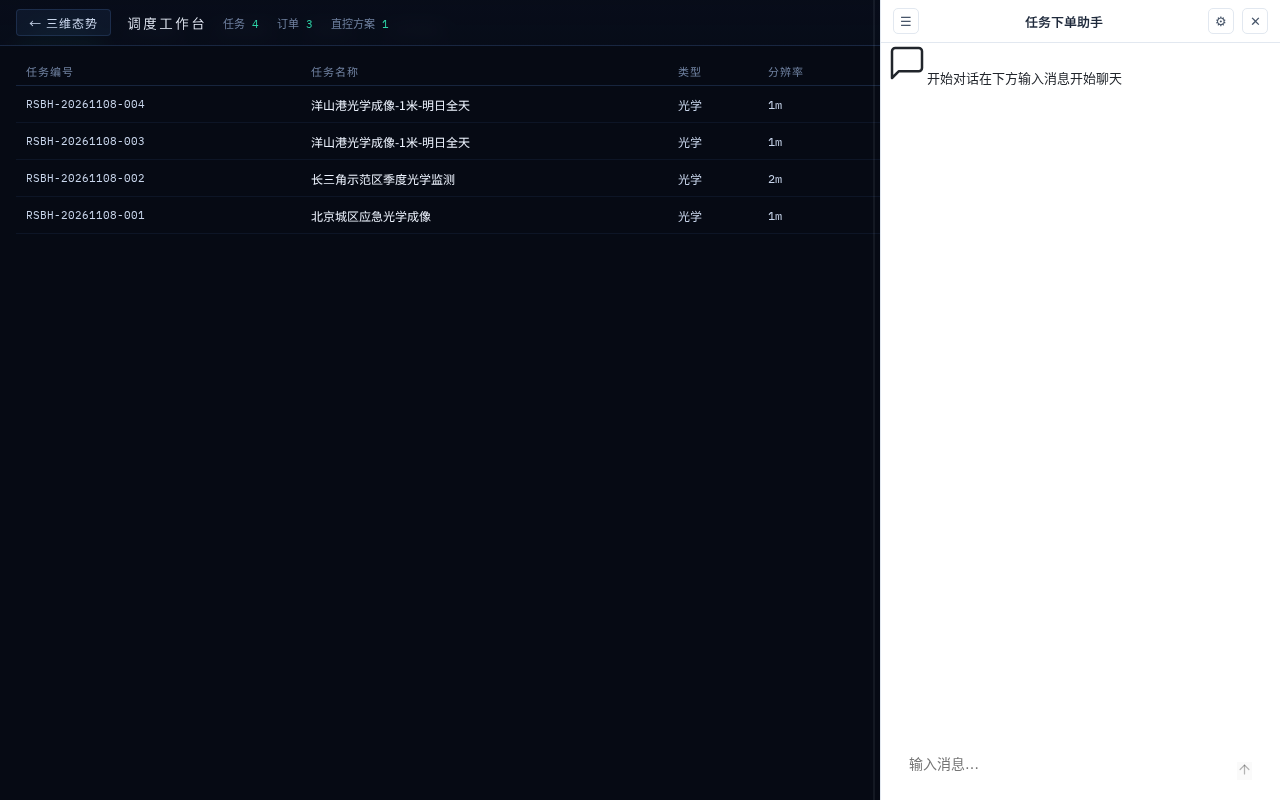 ← 三维态势 调度工作台 任务 4 订单 3 直控方案 1
任务编号 任务名称 类型 分辨率
RSBH-20261108-004 洋山港光学成像-1米-明日全天 光学 1m
RSBH-20261108-003 洋山港光学成像-1米-明日全天 光学 1m
RSBH-20261108-002 长三角示范区季度光学监测 光学 2m
RSBH-20261108-001 北京城区应急光学成像 光学 1m
任务下单助手
开始对话在下方输入消息开始聊天
输入消息...